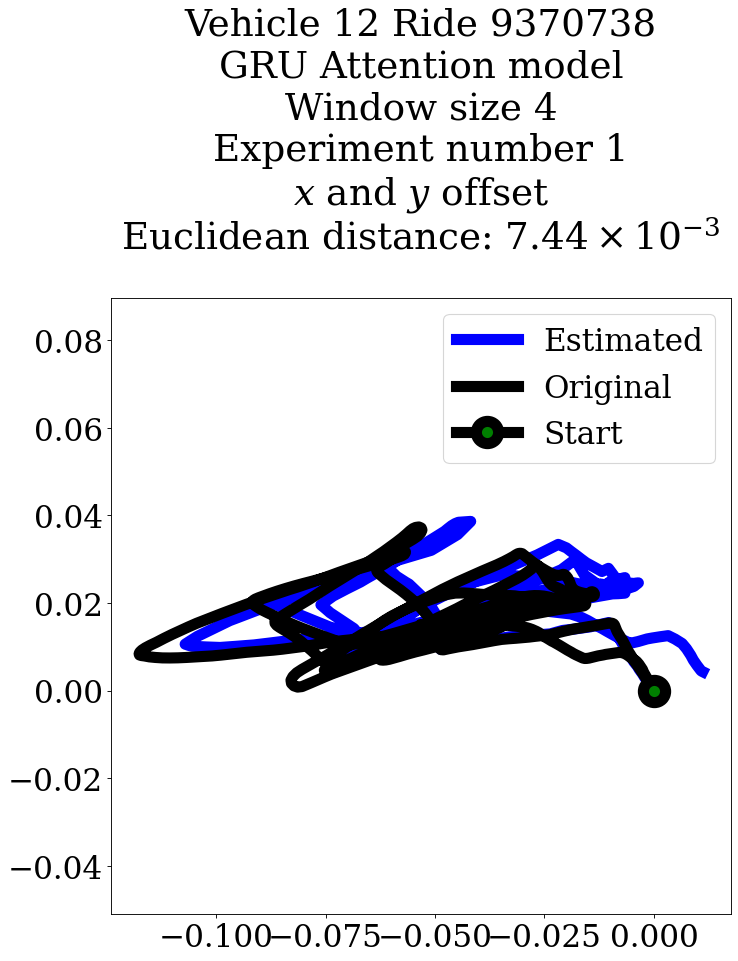 Vehicle 12 Ride 9370738
GRU Attention model
Window size 4
Experiment number 1
x and y offset
Euclidean distance: 7.44 × 10⁻³
Estimated
Original
Start
0.08
0.06
0.04
0.02
0.00
−0.02
−0.04
−0.100 −0.075 −0.050 −0.025 0.000